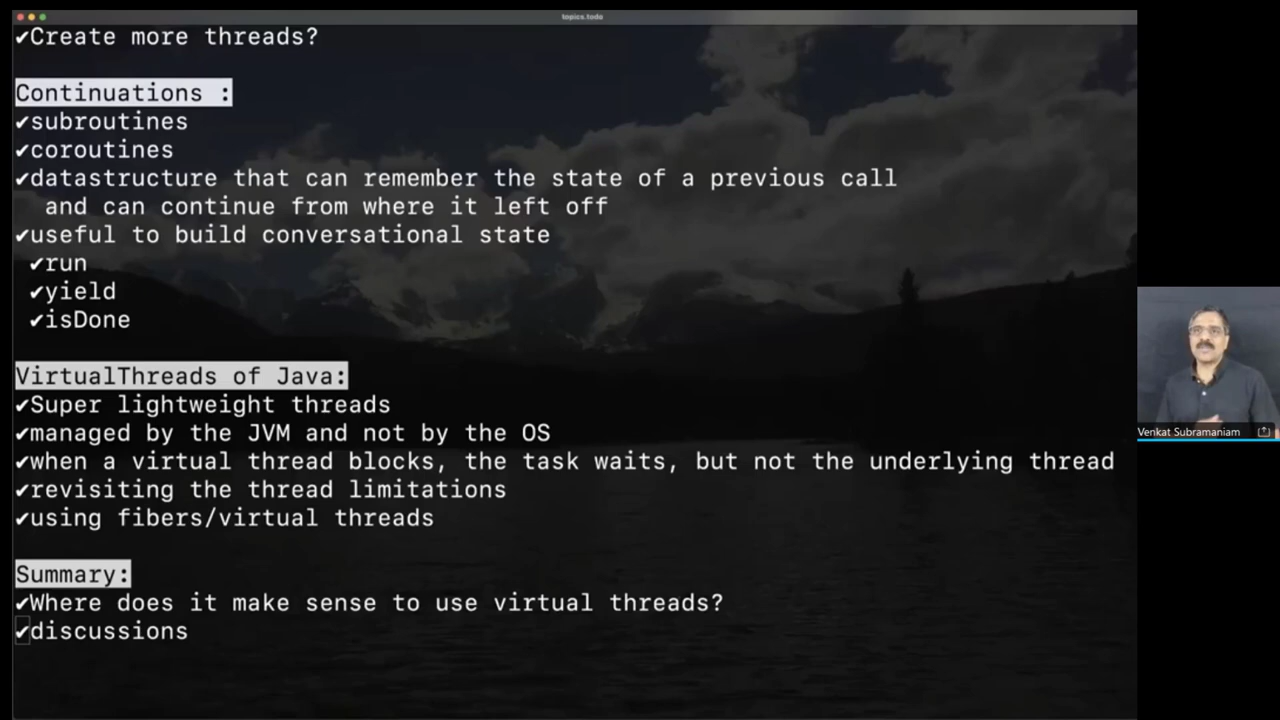 topics.todo
✔Create more threads?
Continuations :
✔subroutines
✔coroutines
✔datastructure that can remember the state of a previous call
and can continue from where it left off
✔useful to build conversational state
✔run
✔yield
✔isDone
VirtualThreads of Java:
✔Super lightweight threads
✔managed by the JVM and not by the OS
✔when a virtual thread blocks, the task waits, but not the underlying thread
✔revisiting the thread limitations
✔using fibers/virtual threads
Summary:
✔Where does it make sense to use virtual threads?
✔discussions
Venkat Subramaniam